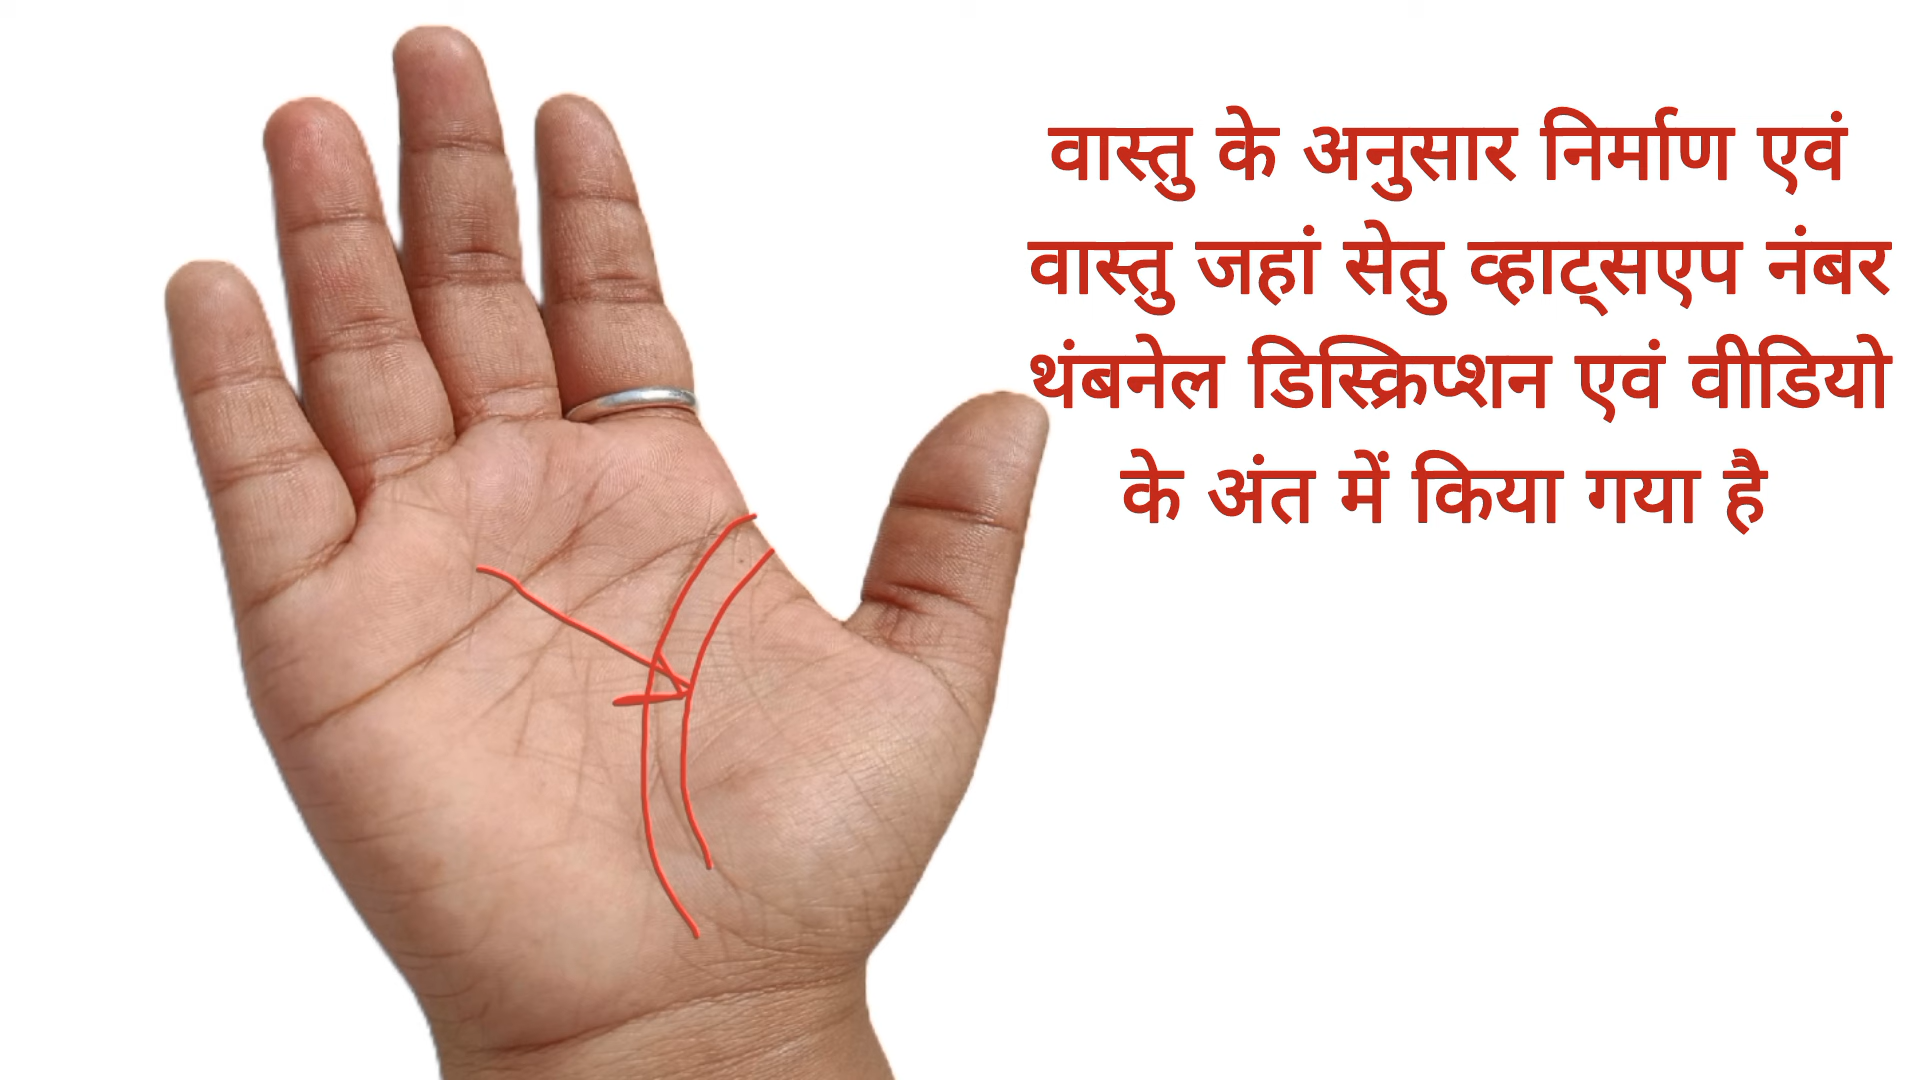 वास्तु के अनुसार निर्माण एवं
वास्तु जहां सेतु व्हाट्सएप नंबर
थंबनेल डिस्क्रिप्शन एवं वीडियो
के अंत में किया गया है